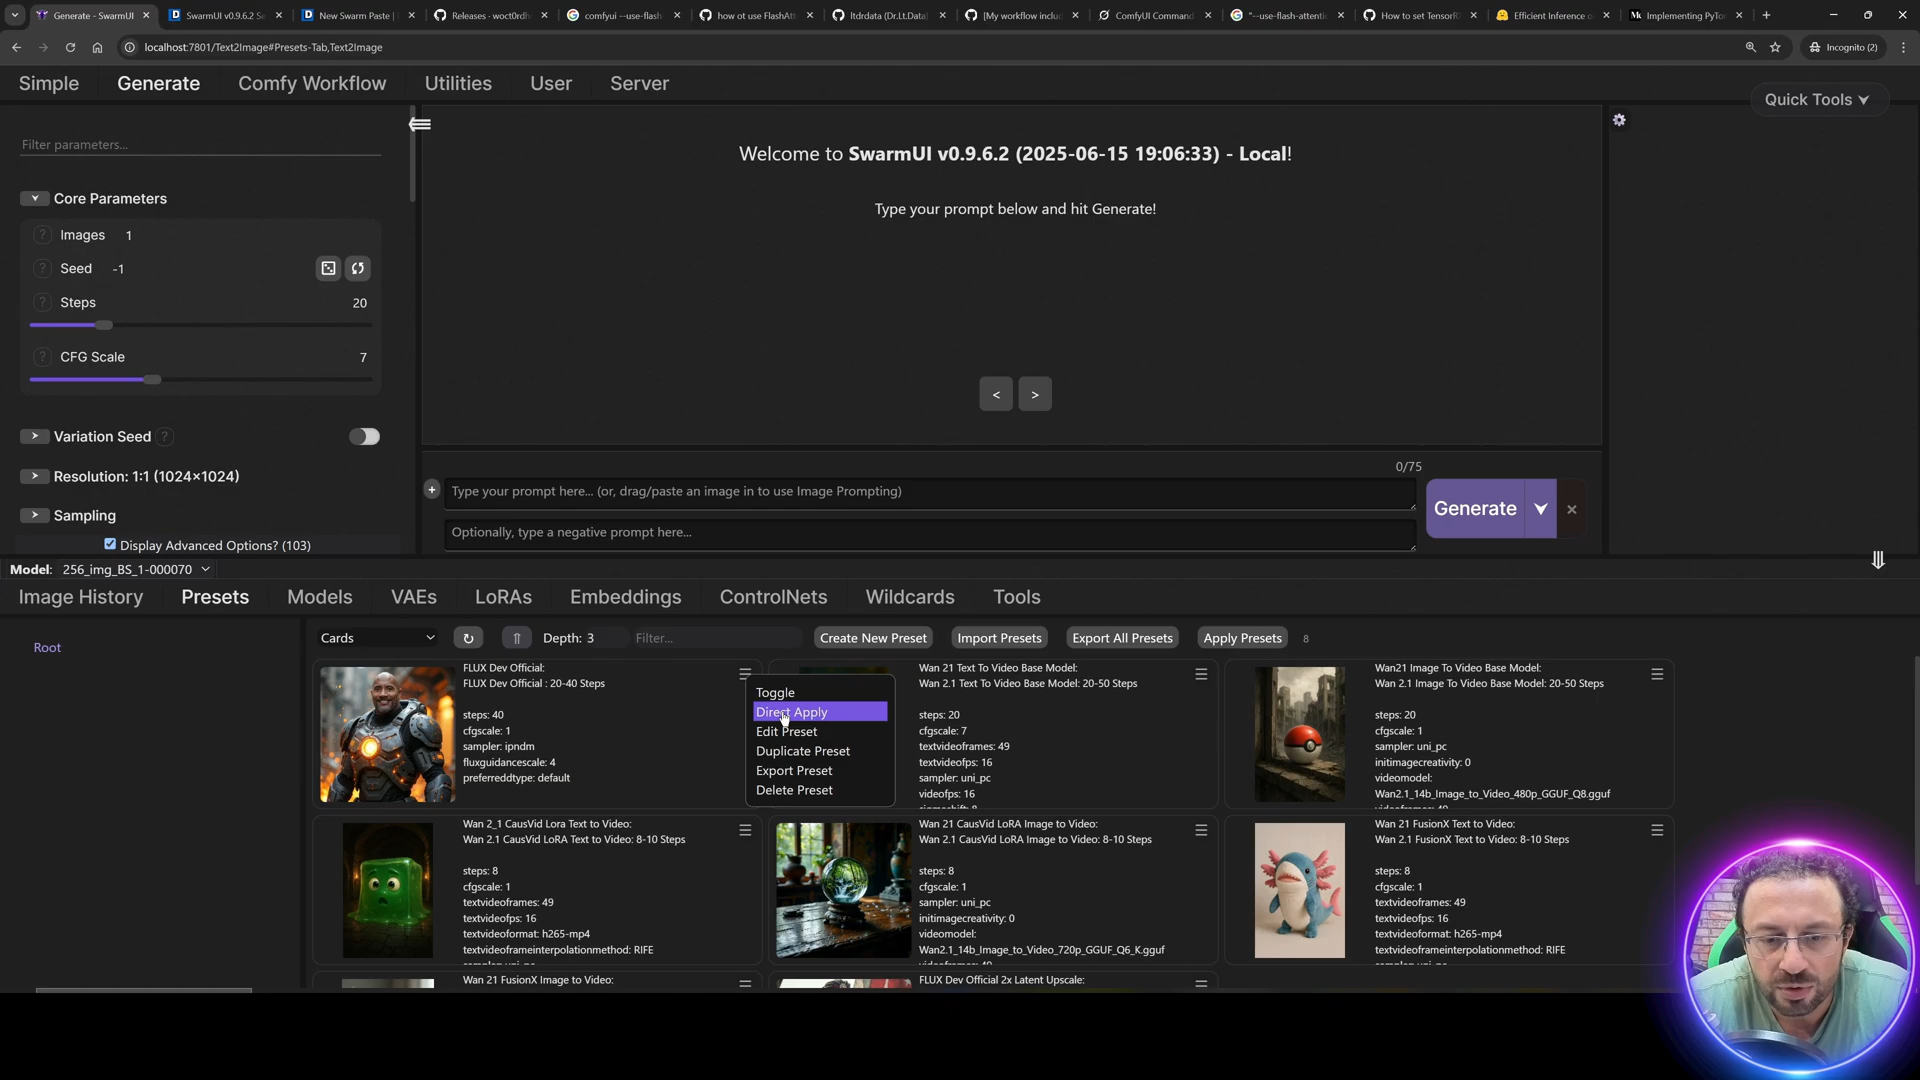 Generate - SwarmUI
SwarmUI v0.9.6.2 Se
New Swarm Paste |
Releases · woct0rdh
comfyui --use-flash
how ot use FlashAtt
ltdrdata (Dr.Lt.Data)
[My workflow includ
ComfyUI Command
"--use-flash-attenti
How to set Tensorf
Efficient Inference o
Implementing PyTo
localhost:7801/Text2Image#Presets-Tab,Text2Image
Incognito (2)
Simple
Generate
Comfy Workflow
Utilities
User
Server
Quick Tools
Filter parameters...
Welcome to SwarmUI v0.9.6.2 (2025-06-15 19:06:33) - Local!
Type your prompt below and hit Generate!
Core Parameters
? Images 1
? Seed -1
? Steps 20
? CFG Scale 7
Variation Seed ?
Resolution: 1:1 (1024×1024)
Sampling
Display Advanced Options? (103)
< >
0/75
+ Type your prompt here... (or, drag/paste an image in to use Image Prompting)
Optionally, type a negative prompt here...
Generate
Model: 256_img_BS_1-000070
Image History
Presets
Models
VAEs
LoRAs
Embeddings
ControlNets
Wildcards
Tools
Root
Cards
Depth: 3
Filter...
Create New Preset
Import Presets
Export All Presets
Apply Presets
8
FLUX Dev Official:
FLUX Dev Official : 20-40 Steps
steps: 40
cfgscale: 1
sampler: ipndm
fluxguidancescale: 4
preferreddtype: default
Toggle
Direct Apply
Edit Preset
Duplicate Preset
Export Preset
Delete Preset
Wan 21 Text To Video Base Model:
Wan 2.1 Text To Video Base Model: 20-50 Steps
steps: 20
cfgscale: 7
textvideoframes: 49
textvideofps: 16
sampler: uni_pc
videofps: 16
sigmashift: 8
Wan21 Image To Video Base Model:
Wan 2.1 Image To Video Base Model: 20-50 Steps
steps: 20
cfgscale: 1
sampler: uni_pc
initimagecreativity: 0
videomodel:
Wan2.1_14b_Image_to_Video_480p_GGUF_Q8.gguf
videoframes: 49
Wan 2_1 CausVid Lora Text to Video:
Wan 2.1 CausVid LoRA Text to Video: 8-10 Steps
steps: 8
cfgscale: 1
textvideoframes: 49
textvideofps: 16
textvideoformat: h265-mp4
textvideoframeinterpolationmethod: RIFE
Wan 21 CausVid LoRA Image to Video:
Wan 2.1 CausVid LoRA Image to Video: 8-10 Steps
steps: 8
cfgscale: 1
sampler: uni_pc
initimagecreativity: 0
videomodel:
Wan2.1_14b_Image_to_Video_720p_GGUF_Q6_K.gguf
Wan 21 FusionX Text to Video:
Wan 2.1 FusionX Text to Video: 8-10 Steps
steps: 8
cfgscale: 1
textvideoframes: 49
textvideofps: 16
textvideoformat: h265-mp4
textvideoframeinterpolationmethod: RIFE
Wan 21 FusionX Image to Video:
FLUX Dev Official 2x Latent Upscale: